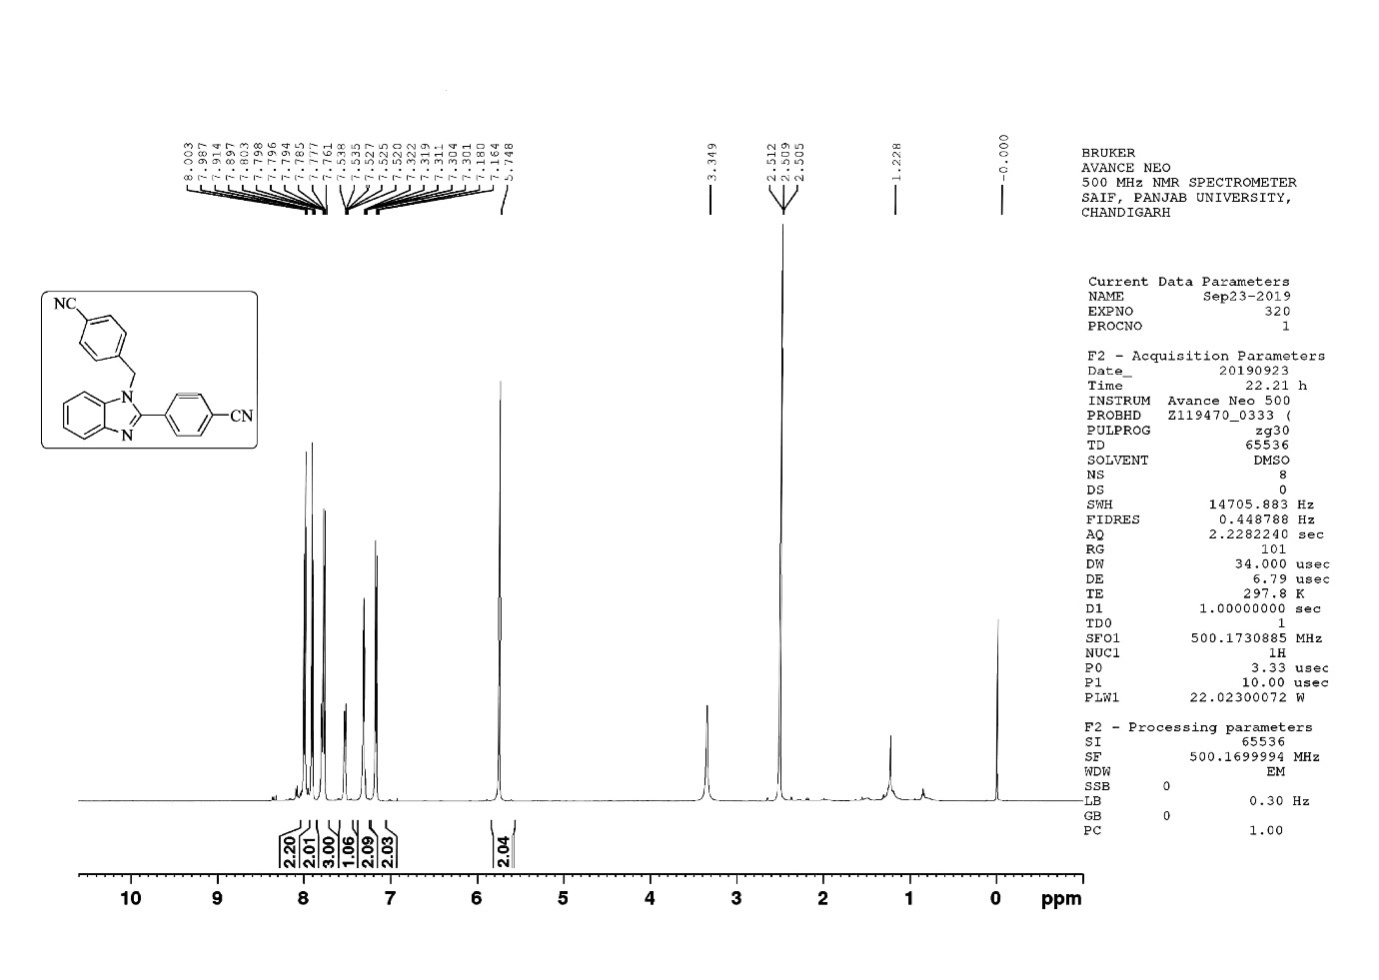 8.003
7.987
7.914
7.897
7.803
7.798
7.796
7.794
7.785
7.777
7.761
7.538
7.535
7.527
7.525
7.520
7.322
7.319
7.311
7.304
7.301
7.180
7.164
5.748
3.349
2.512
2.509
2.505
1.228
-0.000
BRUKER
AVANCE NEO
500 MHz NMR SPECTROMETER
SAIF, PANJAB UNIVERSITY,
CHANDIGARH
NC
N
N
CN
Current Data Parameters
NAME Sep23-2019
EXPNO 320
PROCNO 1
F2 - Acquisition Parameters
Date_ 20190923
Time 22.21 h
INSTRUM Avance Neo 500
PROBHD Z119470_0333 (
PULPROG zg30
TD 65536
SOLVENT DMSO
NS 8
DS 0
SWH 14705.883 Hz
FIDRES 0.448788 Hz
AQ 2.2282240 sec
RG 101
DW 34.000 usec
DE 6.79 usec
TE 297.8 K
D1 1.00000000 sec
TD0 1
SFO1 500.1730885 MHz
NUC1 1H
P0 3.33 usec
P1 10.00 usec
PLW1 22.02300072 W
F2 - Processing parameters
SI 65536
SF 500.1699994 MHz
WDW EM
SSB 0
LB 0.30 Hz
GB 0
PC 1.00
2.20
2.01
3.00
1.06
2.09
2.03
2.04
10 9 8 7 6 5 4 3 2 1 0 ppm